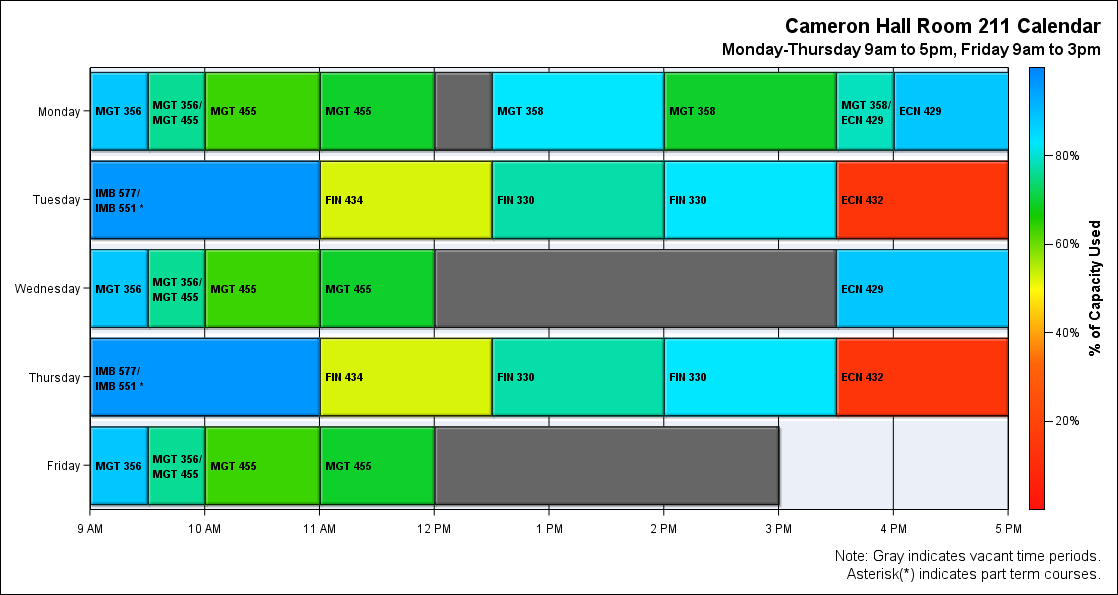 Cameron Hall Room 211 Calendar
Monday-Thursday 9am to 5pm, Friday 9am to 3pm
Monday
MGT 356
MGT 356/
MGT 455
MGT 455
MGT 455
MGT 358
MGT 358
MGT 358/
ECN 429
ECN 429
Tuesday
IMB 577/
IMB 551 *
FIN 434
FIN 330
FIN 330
ECN 432
Wednesday
MGT 356
MGT 356/
MGT 455
MGT 455
MGT 455
ECN 429
Thursday
IMB 577/
IMB 551 *
FIN 434
FIN 330
FIN 330
ECN 432
Friday
MGT 356
MGT 356/
MGT 455
MGT 455
MGT 455
9 AM
10 AM
11 AM
12 PM
1 PM
2 PM
3 PM
4 PM
5 PM
80%
60%
40%
20%
% of Capacity Used
Note: Gray indicates vacant time periods.
Asterisk(*) indicates part term courses.